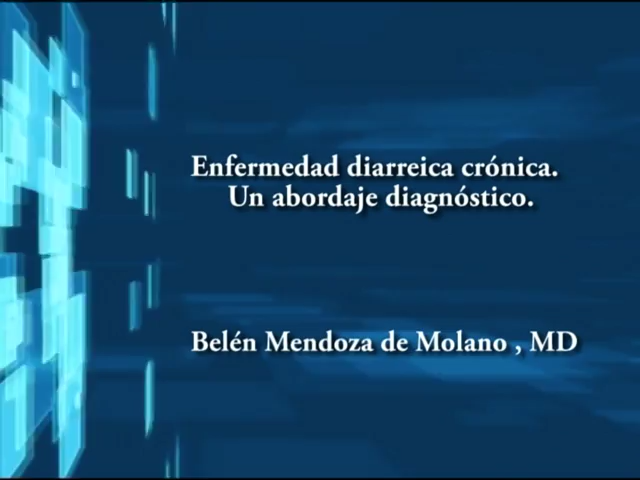 Enfermedad diarreica crónica.
Un abordaje diagnóstico.
Belén Mendoza de Molano , MD